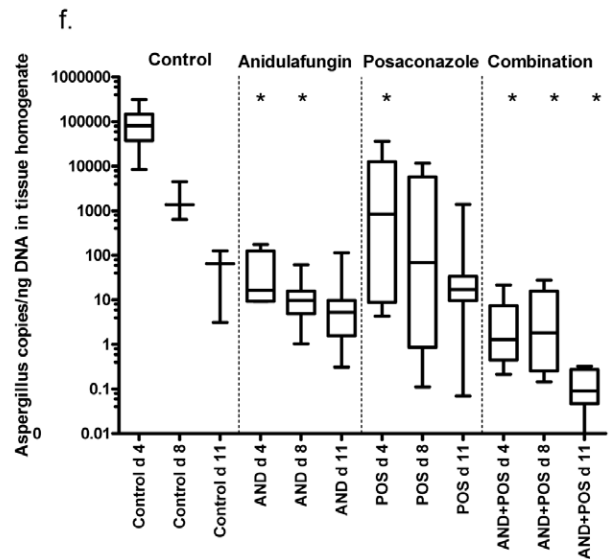 f.
Control Anidulafungin Posaconazole Combination
* * * * * *
Aspergillus copies/ng DNA in tissue homogenate
1000000
100000
10000
1000
100
10
1
0.1
0.01
0
Control d 4
Control d 8
Control d 11
AND d 4
AND d 8
AND d 11
POS d 4
POS d 8
POS d 11
AND+POS d 4
AND+POS d 8
AND+POS d 11